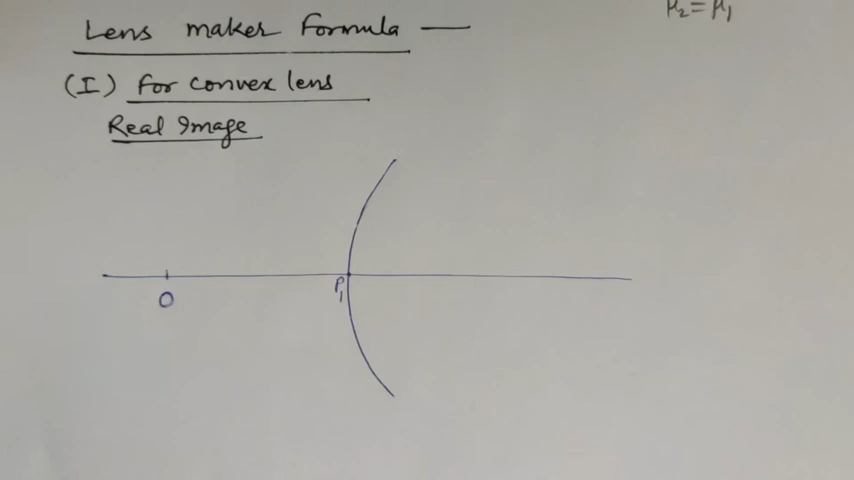 μ₂ = μ₁
Lens maker Formula —
(I) For convex lens
Real Image
O
P₁